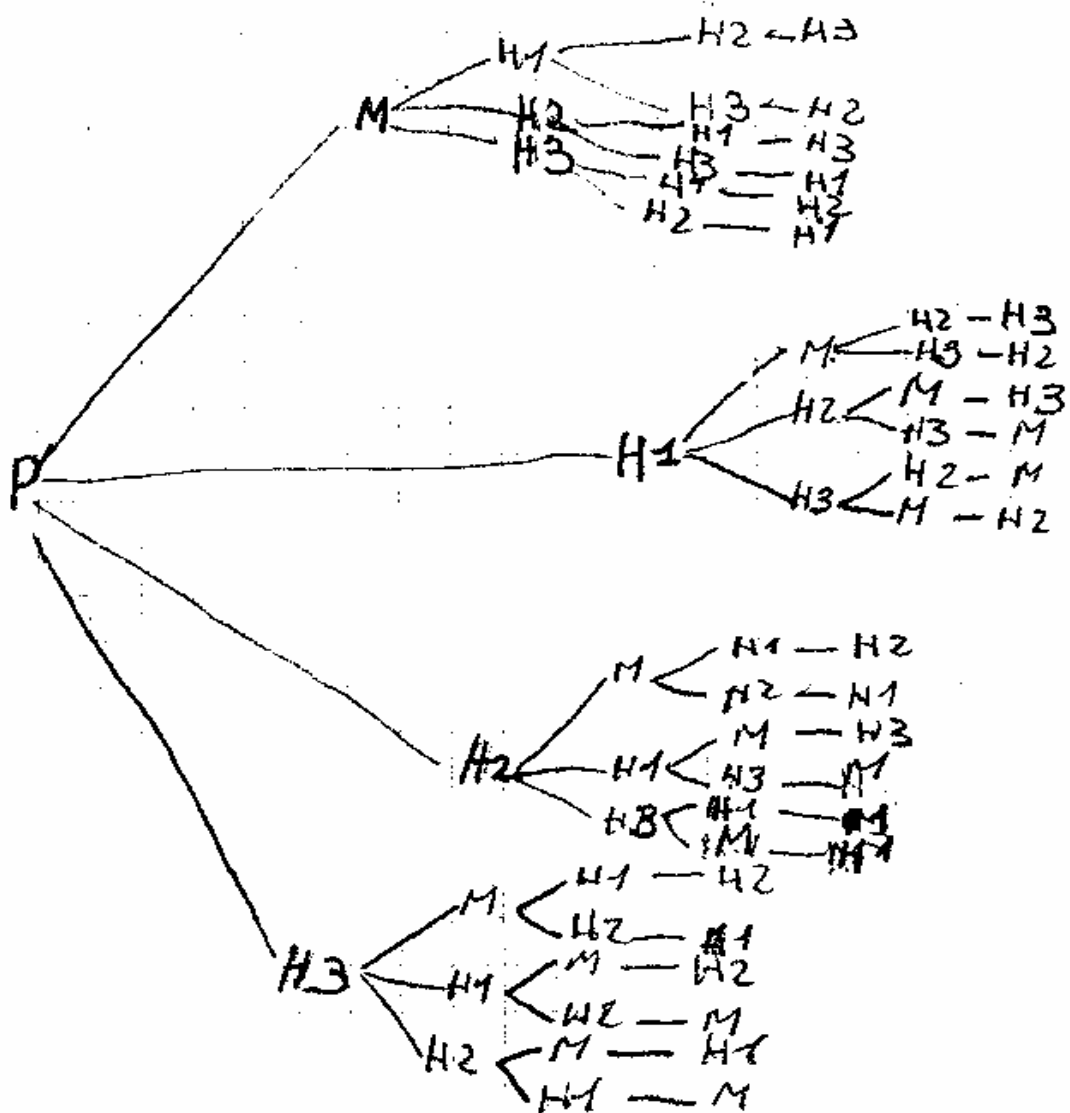 H2 - H3
H1
M H2 H3 - H2
H1 - H3
H3 H3 - H1
H1 - H2
H2 - H1
H2 - H3
M H3 - H2
H2 M - H3
H3 - M
P H1
H2 - M
H3 M - H2
H1 - H2
M
H2 - H1
M - H3
H2 H1
H3 - M
H3 H1 - M
M
H1 - H2
M
H2 - H1
H3 M - H2
H1
H2 - M
H2 M - H1
H1 - M